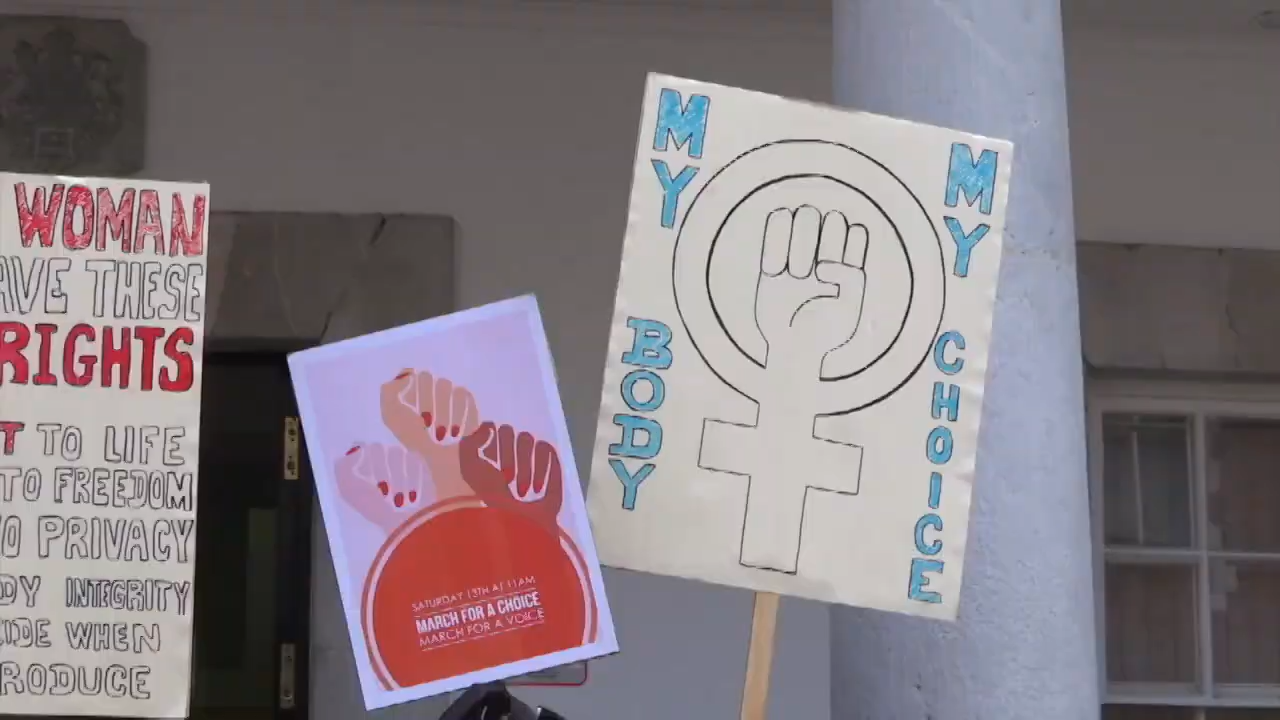 WOMAN
AVE THESE
RIGHTS
T TO LIFE
TO FREEDOM
O PRIVACY
DY INTEGRITY
IDE WHEN
RODUCE
SATURDAY 13TH AT 11AM
MARCH FOR A CHOICE
MARCH FOR A VOICE
MY
BODY
MY
CHOICE